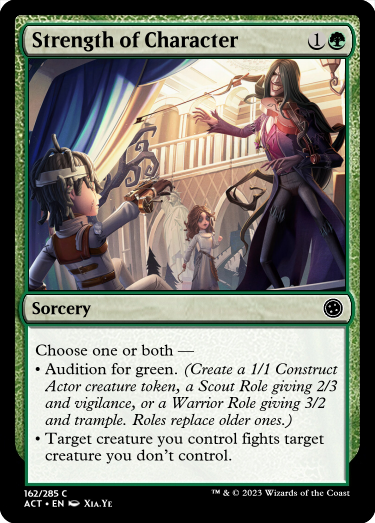 Strength of Character 1
Sorcery
Choose one or both —
• Audition for green. (Create a 1/1 Construct
Actor creature token, a Scout Role giving 2/3
and vigilance, or a Warrior Role giving 3/2
and trample. Roles replace older ones.)
• Target creature you control fights target
creature you don't control.
162/285 C
ACT • EN Xia.Ye
™ & © 2023 Wizards of the Coast